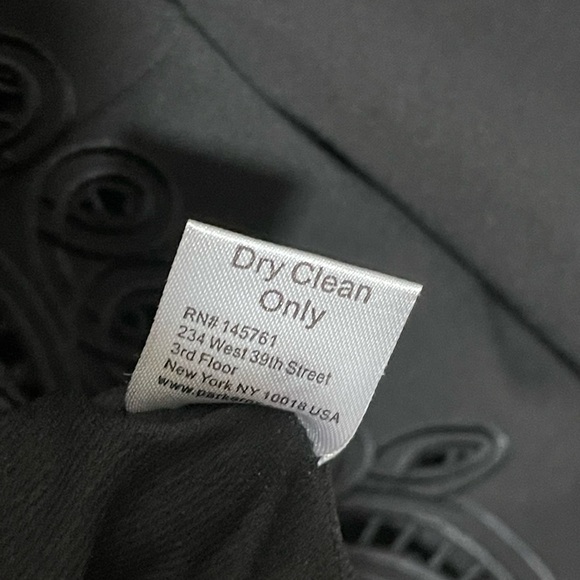 Dry Clean
Only
RN# 145761
234 West 39th Street
3rd Floor
New York NY 10018 USA